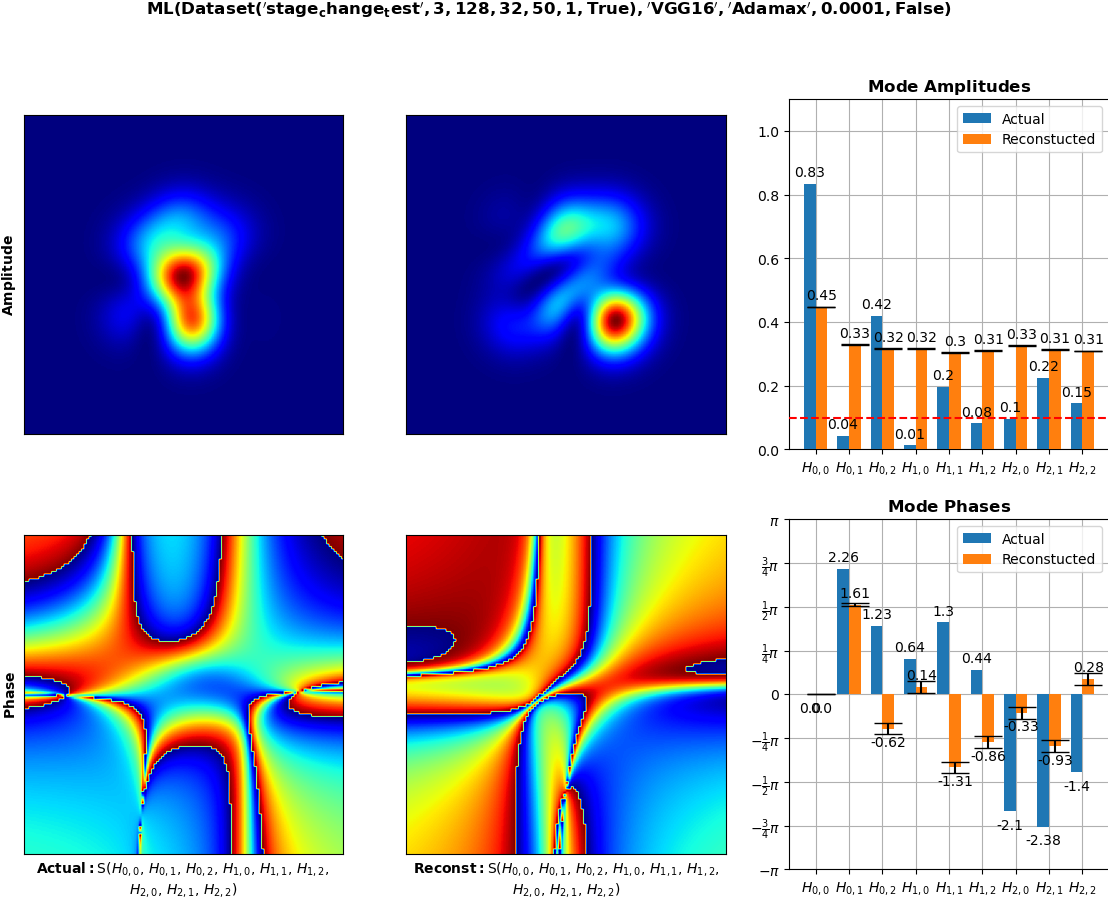 ML(Dataset('stage_change_test', 3, 128, 32, 50, 1, True), 'VGG16', 'Adamax', 0.0001, False)
Amplitude
Mode Amplitudes
Actual
Reconstucted
1.0
0.8
0.6
0.4
0.2
0.0
0.83
0.45
0.04
0.33
0.42
0.32
0.01
0.32
0.2
0.3
0.08
0.31
0.1
0.33
0.22
0.31
0.15
0.31
H0,0 H0,1 H0,2 H1,0 H1,1 H1,2 H2,0 H2,1 H2,2
Phase
Actual: S(H0,0, H0,1, H0,2, H1,0, H1,1, H1,2,
H2,0, H2,1, H2,2)
Reconst: S(H0,0, H0,1, H0,2, H1,0, H1,1, H1,2,
H2,0, H2,1, H2,2)
Mode Phases
Actual
Reconstucted
π
3/4π
1/2π
1/4π
0
−1/4π
−1/2π
−3/4π
−π
0.0
0.0
2.26
1.61
1.23
-0.62
0.64
0.14
1.3
-1.31
0.44
-0.86
-2.1
-0.33
-2.38
-0.93
-1.4
0.28
H0,0 H0,1 H0,2 H1,0 H1,1 H1,2 H2,0 H2,1 H2,2